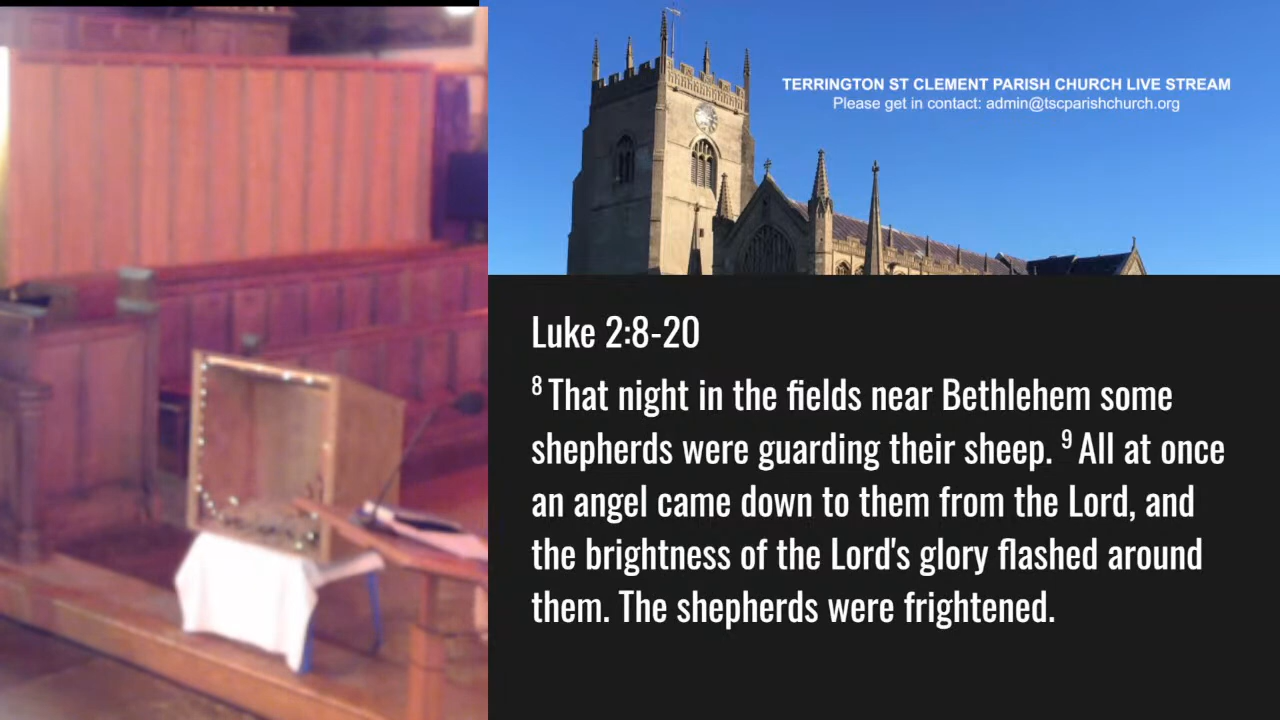 TERRINGTON ST CLEMENT PARISH CHURCH LIVE STREAM
Please get in contact: admin@tscparishchurch.org
Luke 2:8-20
8 That night in the fields near Bethlehem some
shepherds were guarding their sheep. 9 All at once
an angel came down to them from the Lord, and
the brightness of the Lord's glory flashed around
them. The shepherds were frightened.